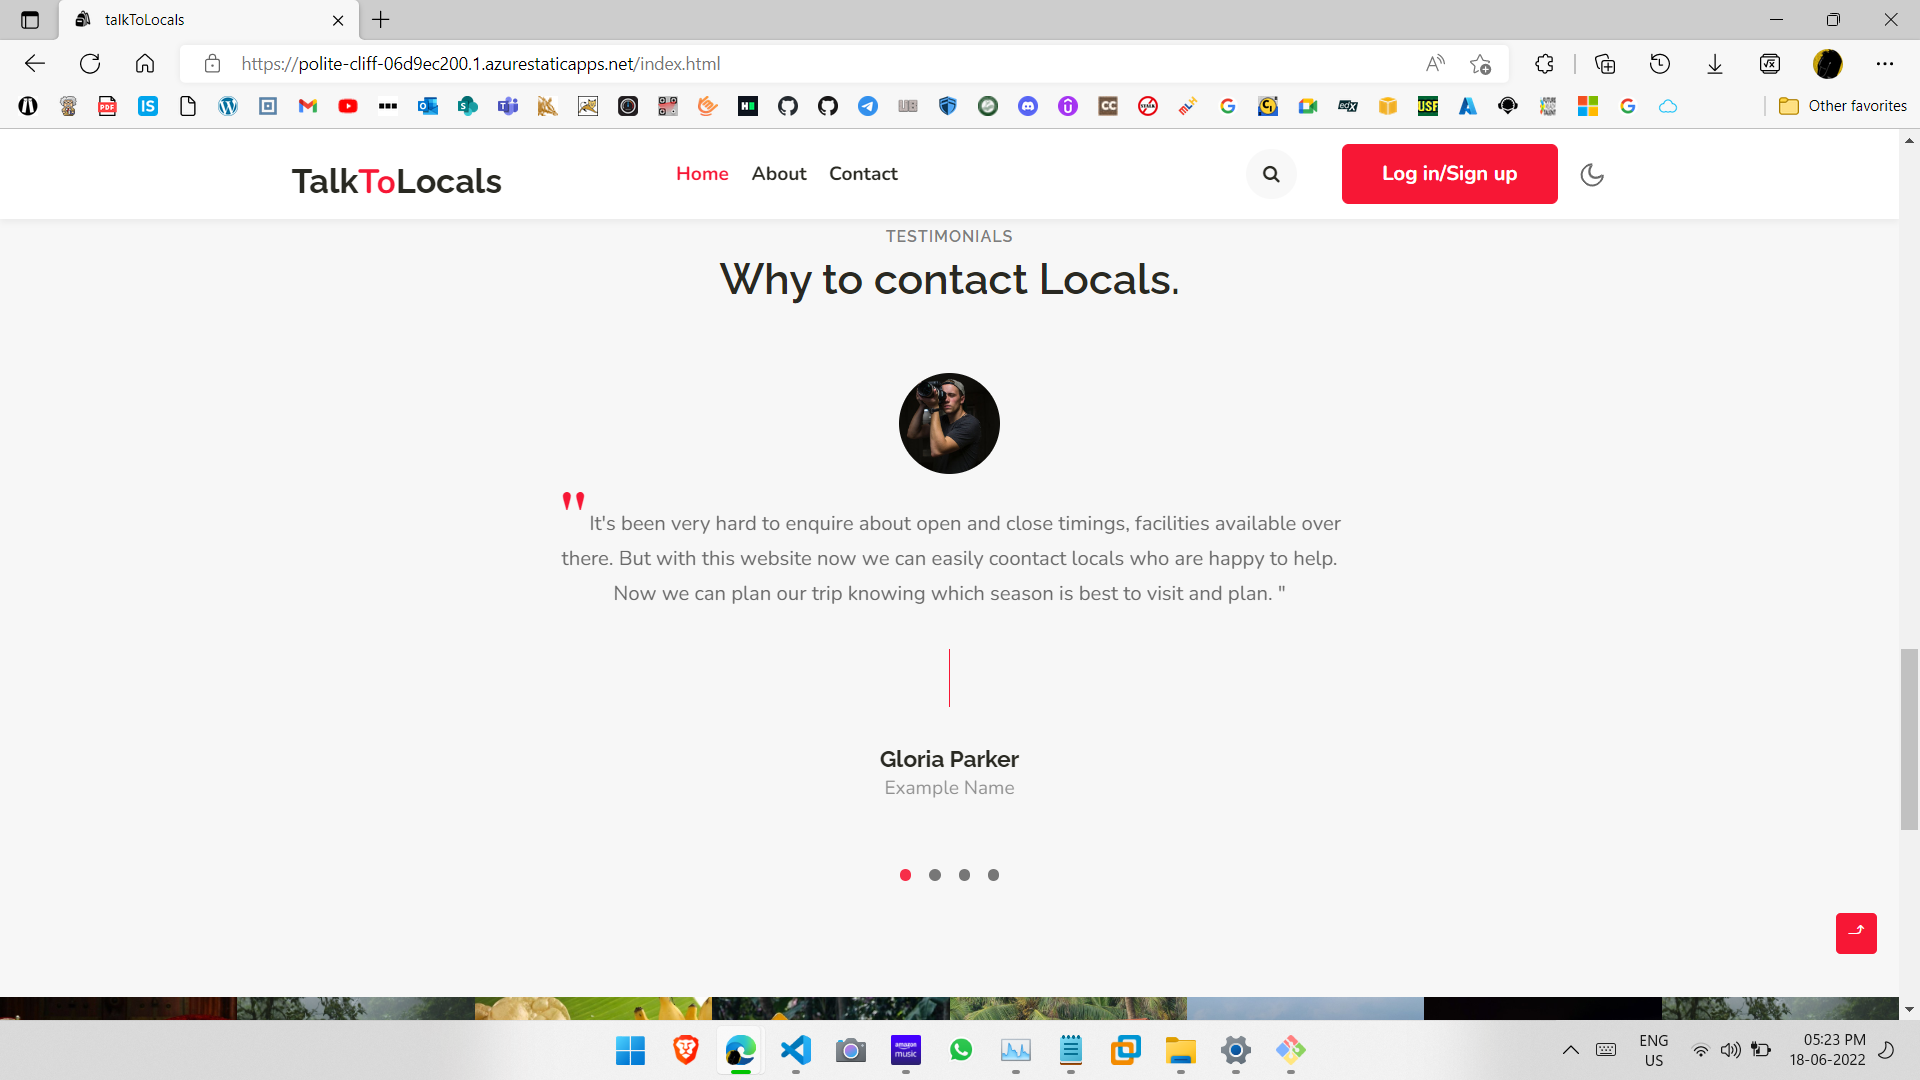 talkToLocals
https://polite-cliff-06d9ec200.1.azurestaticapps.net/index.html
Other favorites
TalkToLocals
Home About Contact
Log in/Sign up
TESTIMONIALS
Why to contact Locals.
" It's been very hard to enquire about open and close timings, facilities available over
there. But with this website now we can easily coontact locals who are happy to help.
Now we can plan our trip knowing which season is best to visit and plan. "
Gloria Parker
Example Name
ENG
US
05:23 PM
18-06-2022